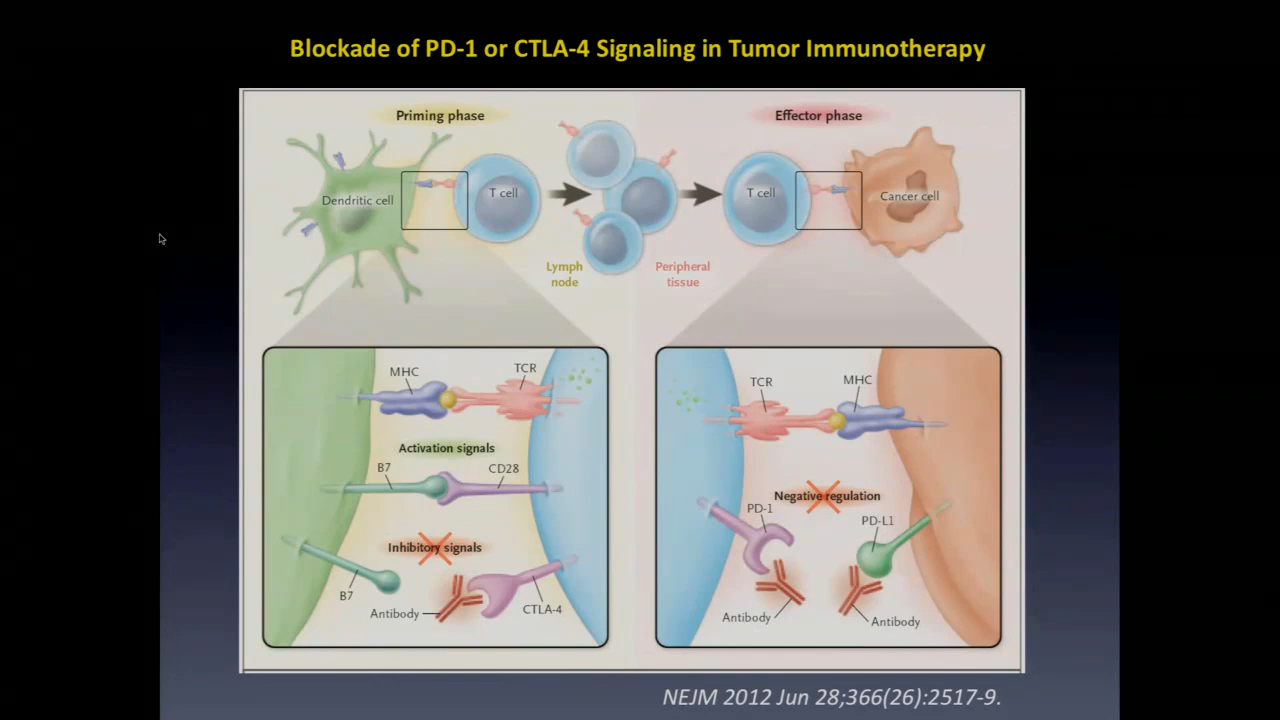 Blockade of PD-1 or CTLA-4 Signaling in Tumor Immunotherapy
Priming phase
Effector phase
Dendritic cell
T cell
T cell
Cancer cell
Lymph
node
Peripheral
tissue
MHC
TCR
Activation signals
B7
CD28
Inhibitory signals
B7
Antibody
CTLA-4
TCR
MHC
Negative regulation
PD-1
PD-L1
Antibody
Antibody
NEJM 2012 Jun 28;366(26):2517-9.